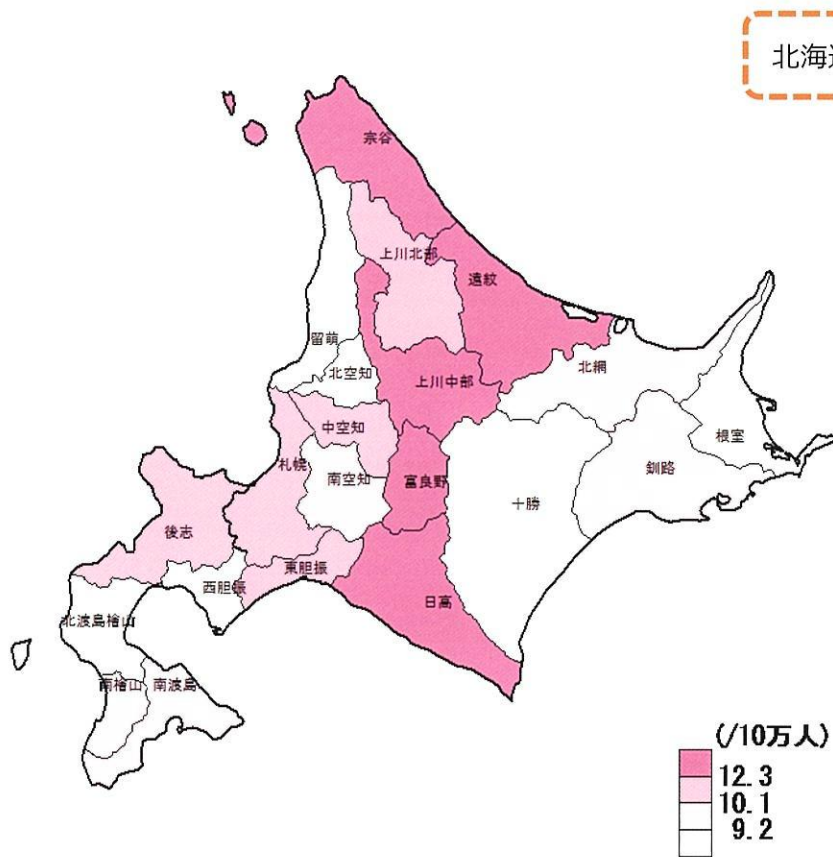 北海道
宗谷
上川北部
遠紋
留萌
北空知
上川中部
北網
中空知
根室
札幌
南空知
富良野
釧路
十勝
後志
西胆振
東胆振
日高
北渡島檜山
南檜山
南渡島
(/10万人)
12.3
10.1
9.2